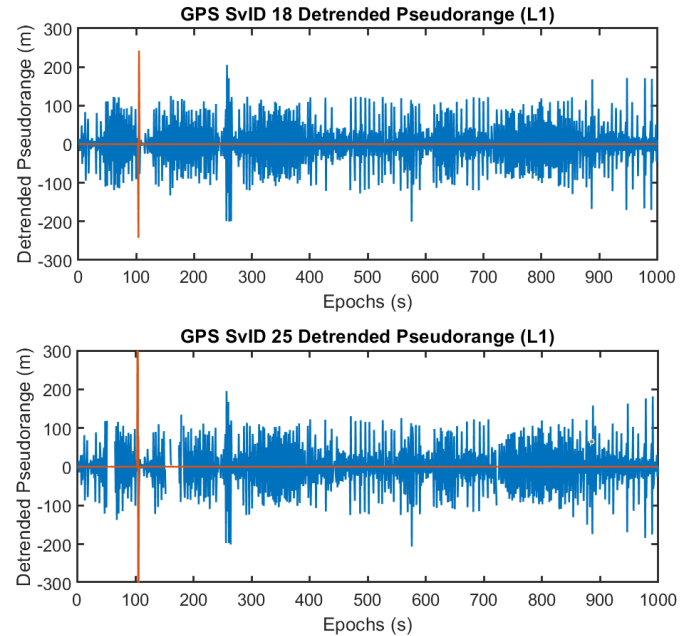 GPS SvID 18 Detrended Pseudorange (L1)
Detrended Pseudorange (m)
300
200
100
0
-100
-200
-300
0 100 200 300 400 500 600 700 800 900 1000
Epochs (s)
GPS SvID 25 Detrended Pseudorange (L1)
Detrended Pseudorange (m)
300
200
100
0
-100
-200
-300
0 100 200 300 400 500 600 700 800 900 1000
Epochs (s)